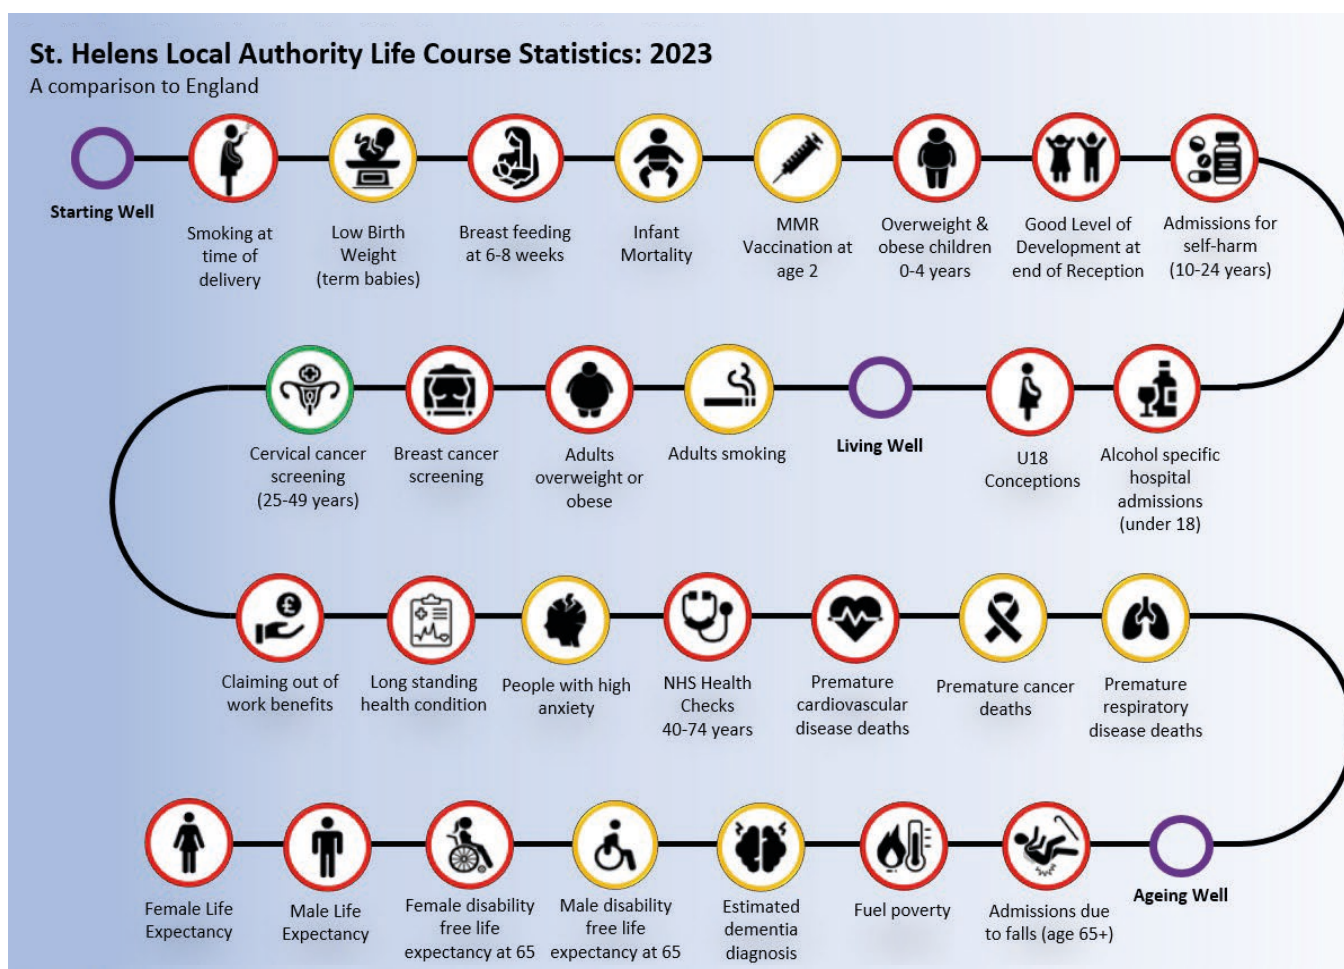 St. Helens Local Authority Life Course Statistics: 2023
A comparison to England
Starting Well
Smoking at
time of
delivery
Low Birth
Weight
(term babies)
Breast feeding
at 6-8 weeks
Infant
Mortality
MMR
Vaccination at
age 2
Overweight &
obese children
0-4 years
Good Level of
Development at
end of Reception
Admissions for
self-harm
(10-24 years)
Cervical cancer
screening
(25-49 years)
Breast cancer
screening
Adults
overweight or
obese
Adults smoking
Living Well
U18
Conceptions
Alcohol specific
hospital
admissions
(under 18)
£
Claiming out of
work benefits
Long standing
health condition
People with high
anxiety
NHS Health
Checks
40-74 years
Premature
cardiovascular
disease deaths
Premature cancer
deaths
Premature
respiratory
disease deaths
Female Life
Expectancy
Male Life
Expectancy
Female disability
free life
expectancy at 65
Male disability
free life
expectancy at 65
Estimated
dementia
diagnosis
Fuel poverty
Admissions due
to falls (age 65+)
Ageing Well